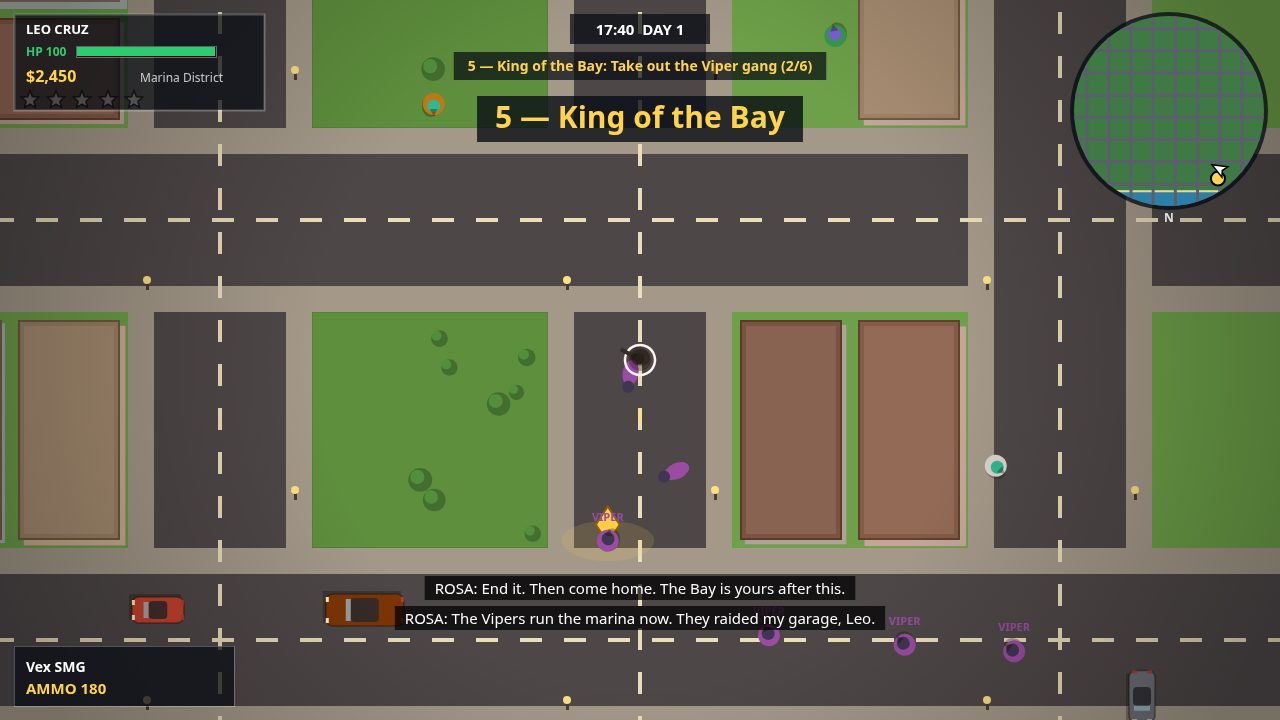 LEO CRUZ
HP 100
$2,450
Marina District
17:40 DAY 1
5 — King of the Bay: Take out the Viper gang (2/6)
5 — King of the Bay
N
VIPER
ROSA: End it. Then come home. The Bay is yours after this.
ROSA: The Vipers run the marina now. They raided my garage, Leo.
VIPER
VIPER
VIPER
Vex SMG
AMMO 180